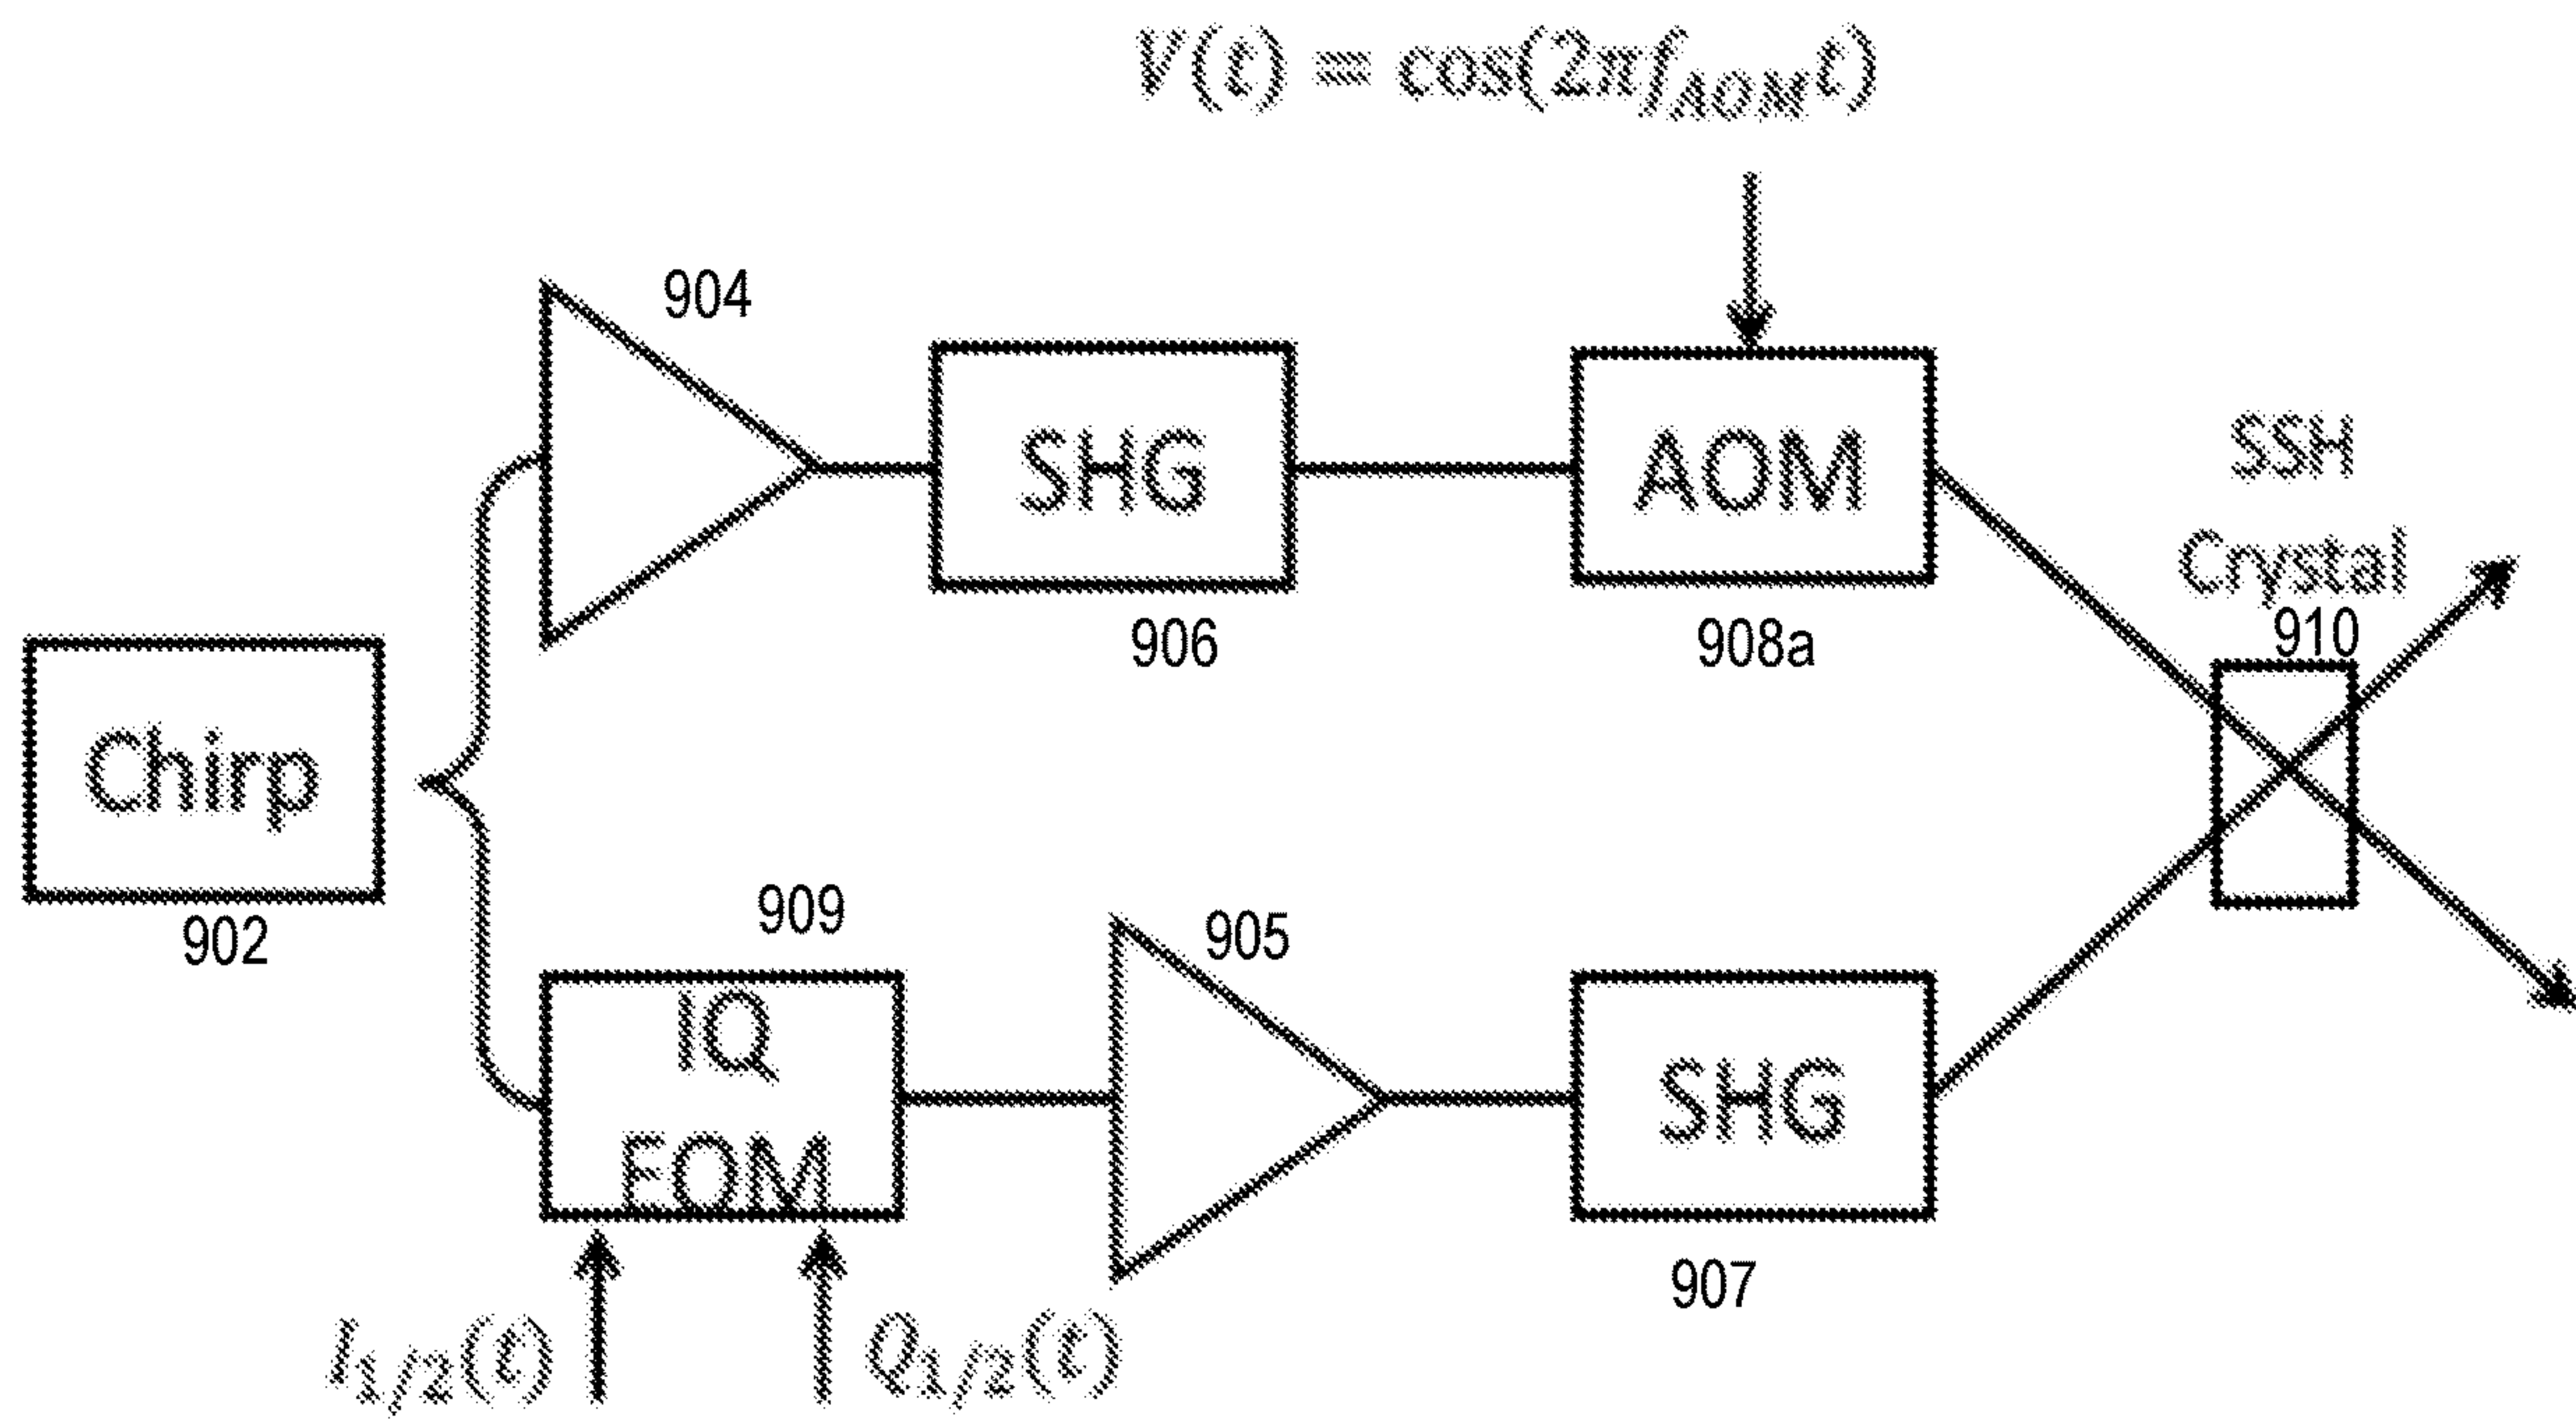 V(t) = cos(2πf_AOM t)
904
SHG
906
AOM
908a
SSH
Crystal
910
Chirp
902
909
IQ
EOM
905
SHG
907
I_1/2(t)
Q_1/2(t)